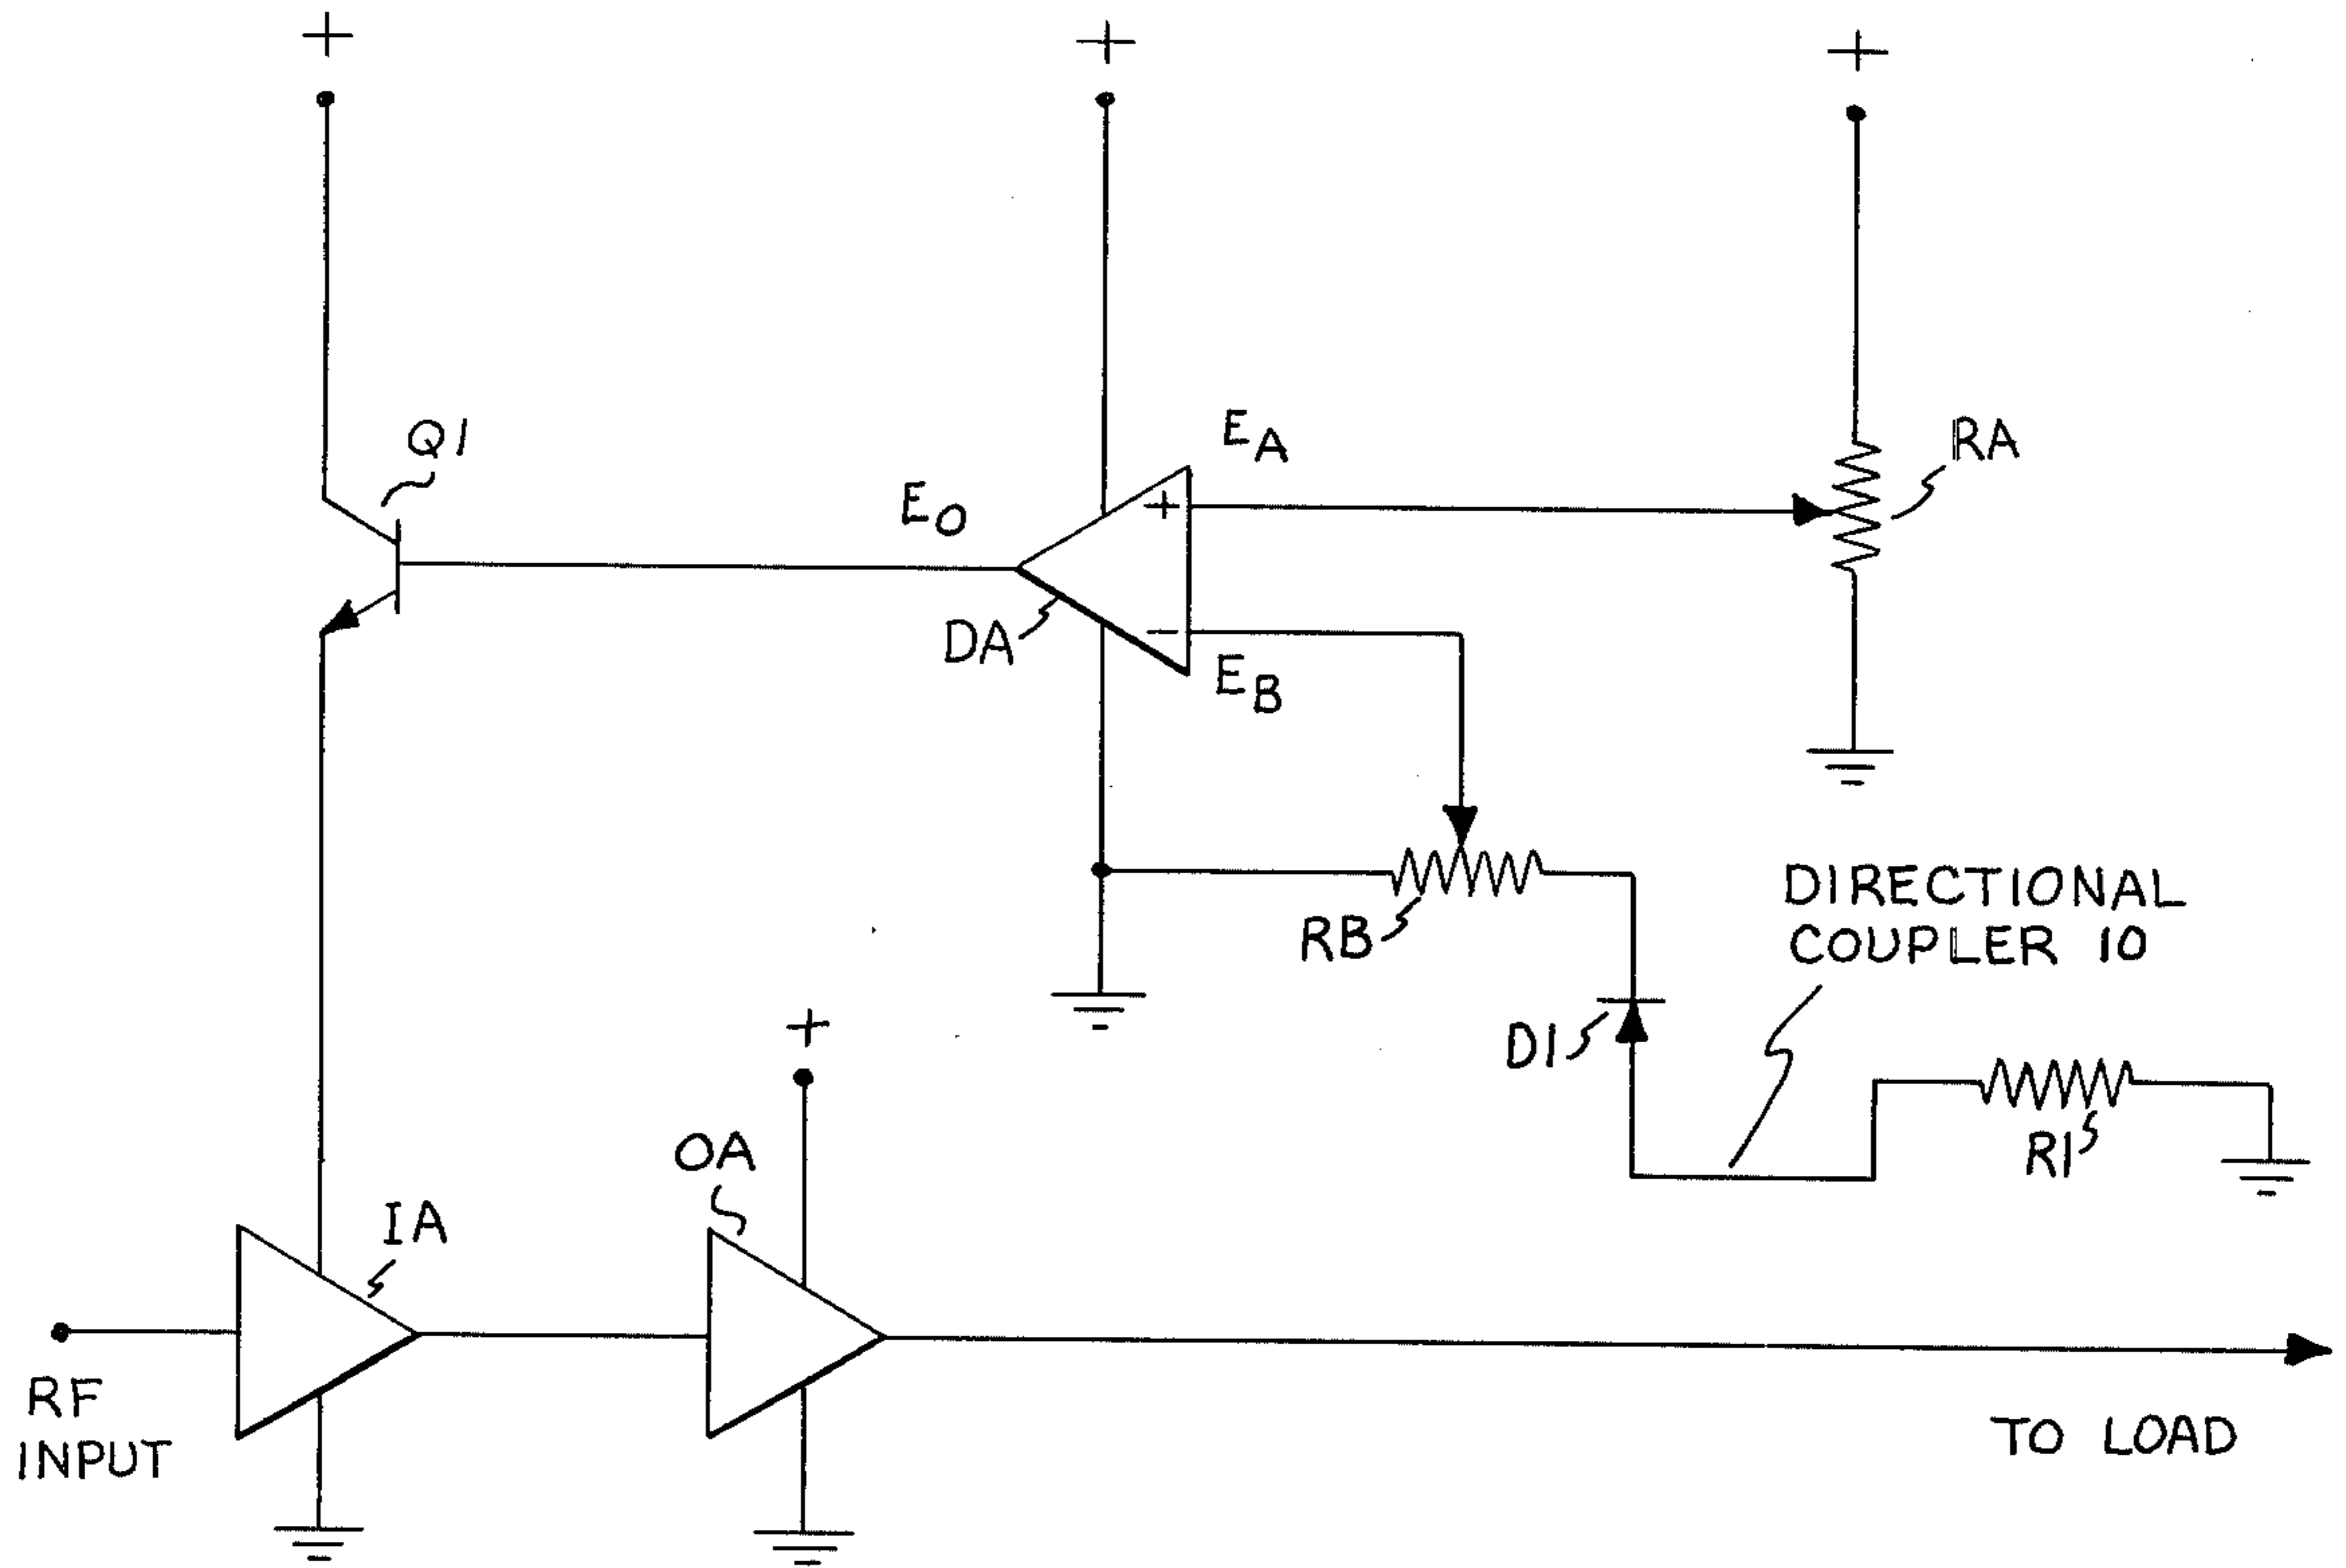 +
+
+
Q1
EA
RA
EO
+
DA
−
EB
DIRECTIONAL
COUPLER 10
RB
+
D1
OA
R1
IA
RF
INPUT
TO LOAD